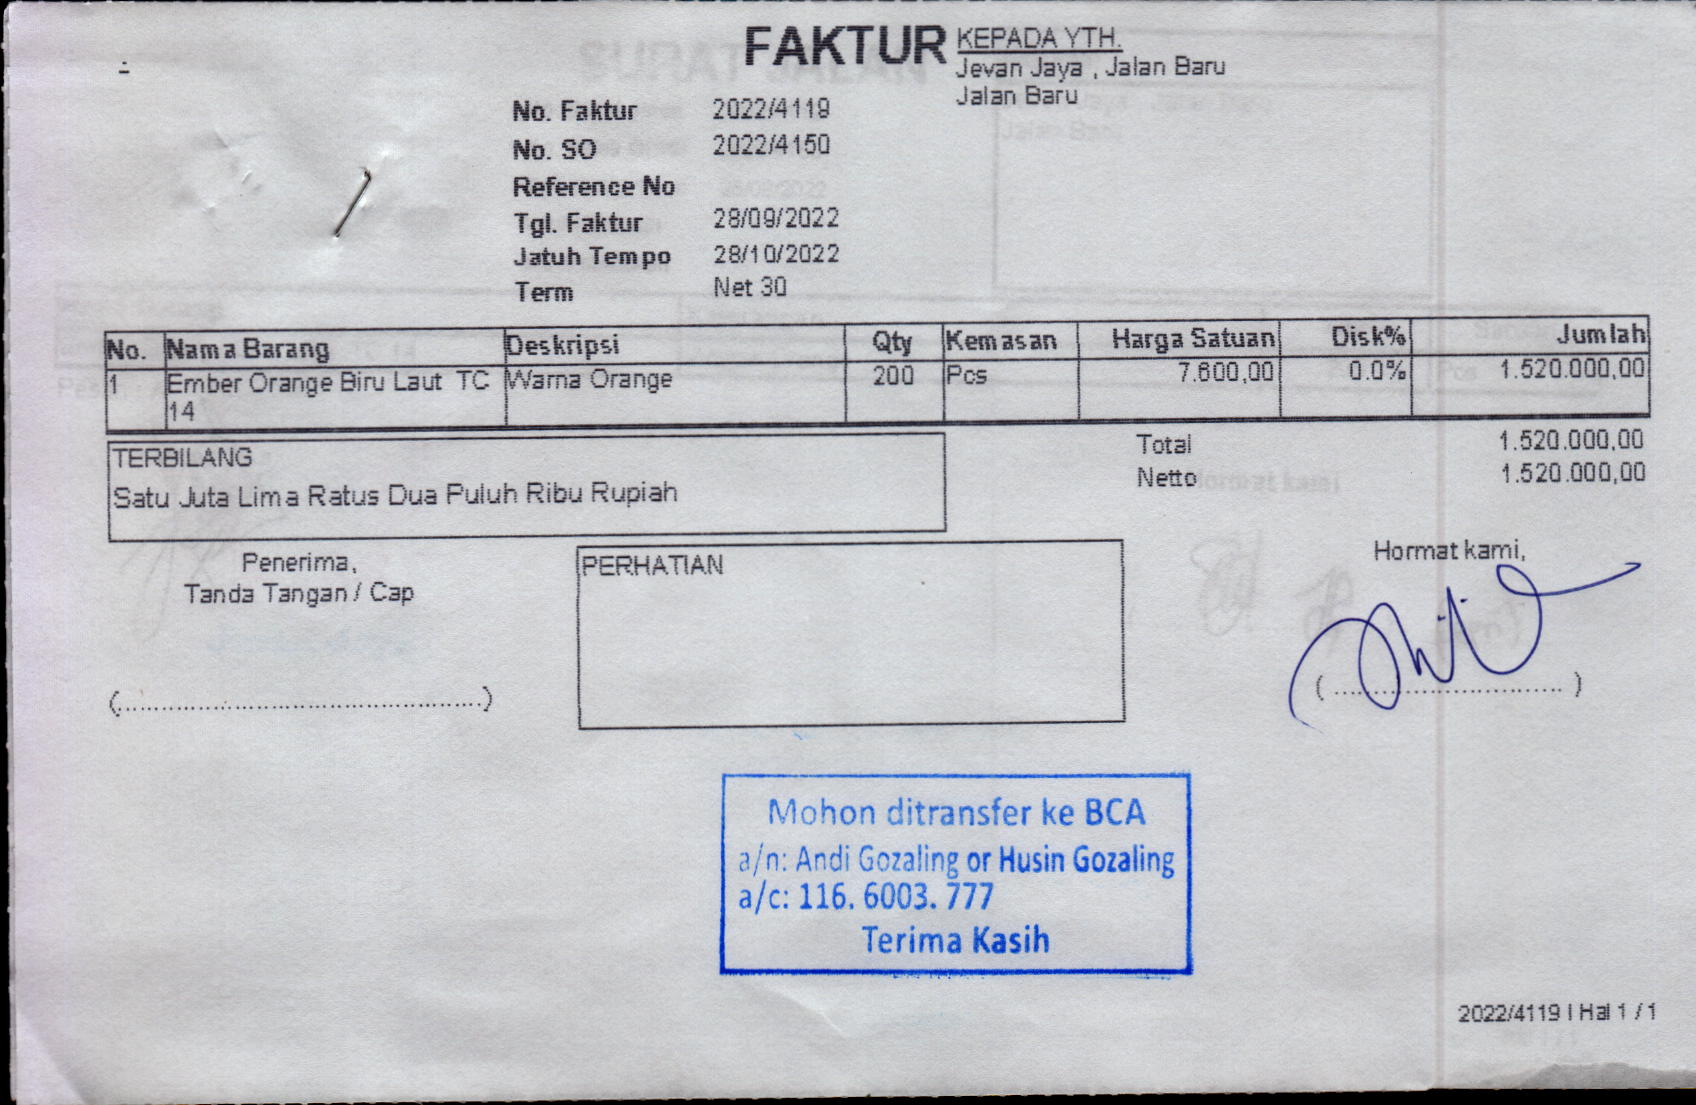 FAKTUR
KEPADA YTH.
Jevan Jaya , Jalan Baru
Jalan Baru
No. Faktur 2022/4119
No. SO 2022/4150
Reference No
Tgl. Faktur 28/09/2022
Jatuh Tempo 28/10/2022
Term Net 30
No. Nama Barang Deskripsi Qty Kemasan Harga Satuan Disk% Jumlah
1 Ember Orange Biru Laut TC Warna Orange 200 Pcs 7.600,00 0.0% 1.520.000,00
14
Total 1.520.000,00
Netto 1.520.000,00
TERBILANG
Satu Juta Lima Ratus Dua Puluh Ribu Rupiah
Penerima,
Tanda Tangan / Cap
PERHATIAN
Hormat kami,
Mohon ditransfer ke BCA
a/n: Andi Gozaling or Husin Gozaling
a/c: 116. 6003. 777
Terima Kasih
2022/4119 | Hal 1 / 1